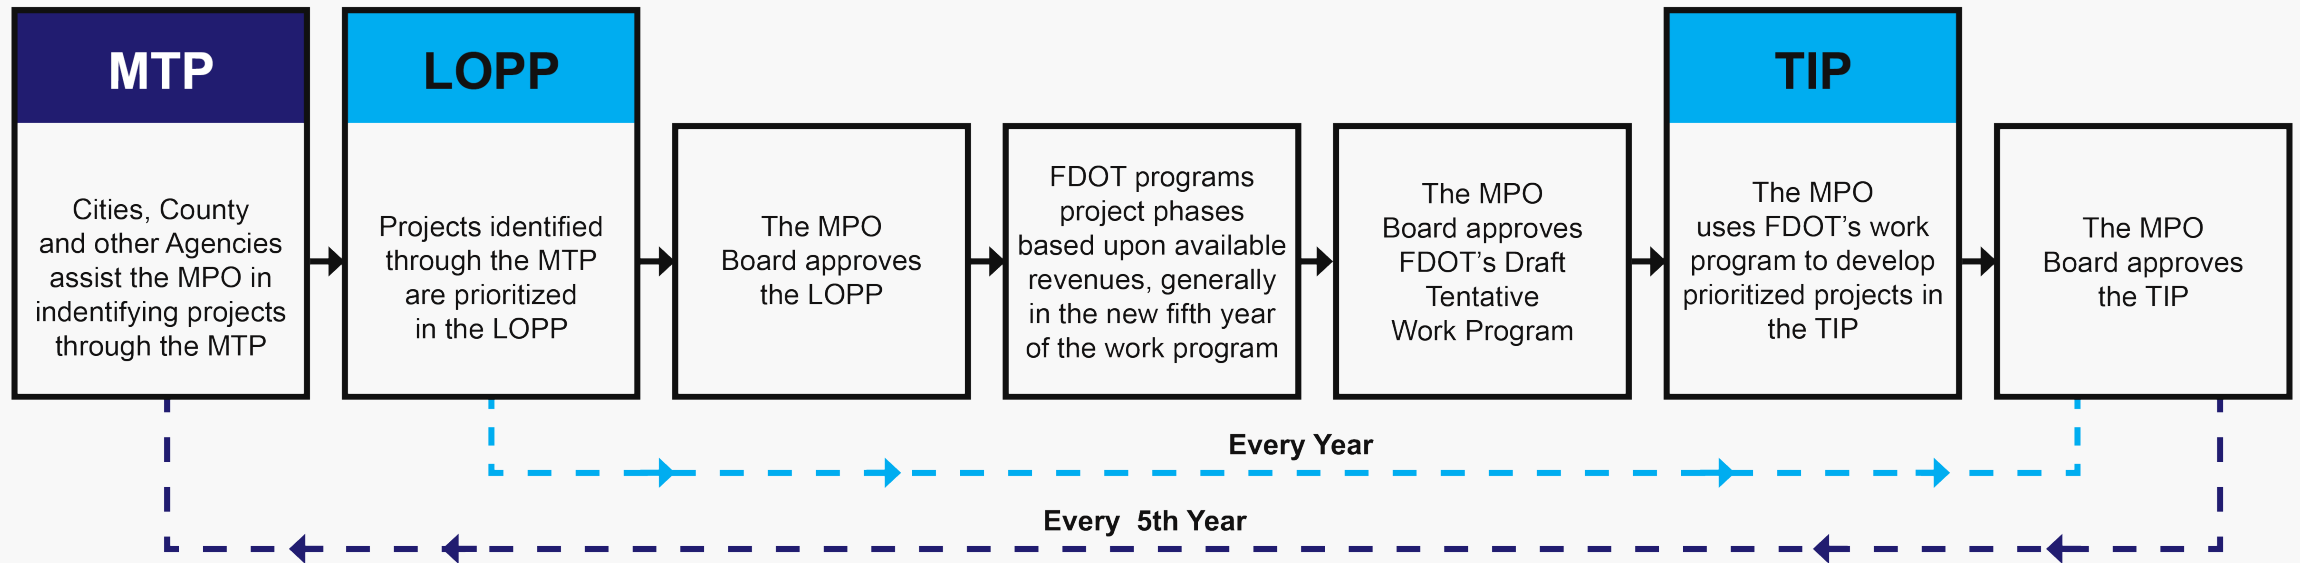 MTP
Cities, County
and other Agencies
assist the MPO in
indentifying projects
through the MTP
LOPP
Projects identified
through the MTP
are prioritized
in the LOPP
The MPO
Board approves
the LOPP
FDOT programs
project phases
based upon available
revenues, generally
in the new fifth year
of the work program
The MPO
Board approves
FDOT’s Draft
Tentative
Work Program
TIP
The MPO
uses FDOT’s work
program to develop
prioritized projects in
the TIP
The MPO
Board approves
the TIP
Every Year
Every 5th Year